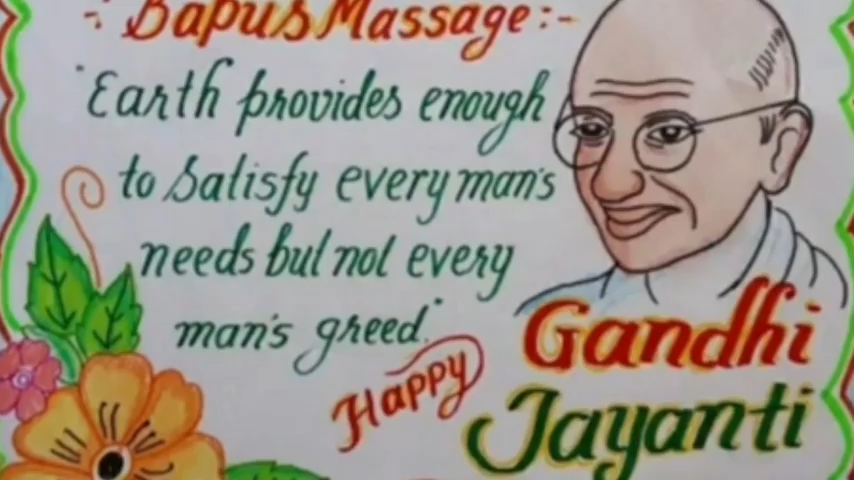 Bapus Massage:-
"Earth provides enough
to satisfy every man's
needs but not every
man's greed."
Happy
Gandhi
Jayanti